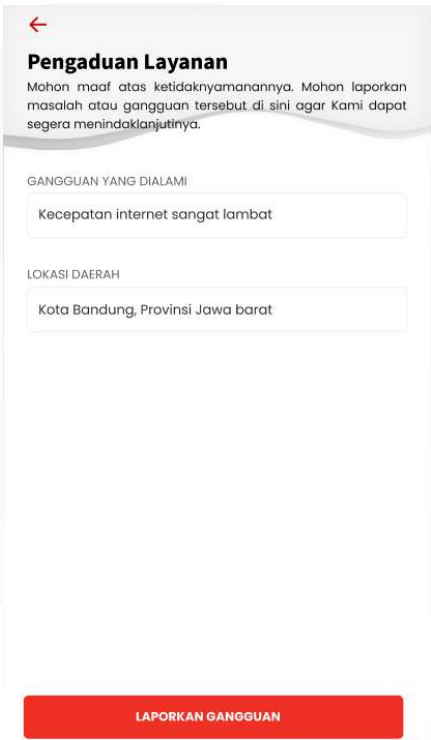 Pengaduan Layanan
Mohon maaf atas ketidaknyamanannya. Mohon laporkan
masalah atau gangguan tersebut di sini agar Kami dapat
segera menindaklanjutinya.
GANGGUAN YANG DIALAMI
Kecepatan internet sangat lambat
LOKASI DAERAH
Kota Bandung, Provinsi Jawa barat
LAPORKAN GANGGUAN